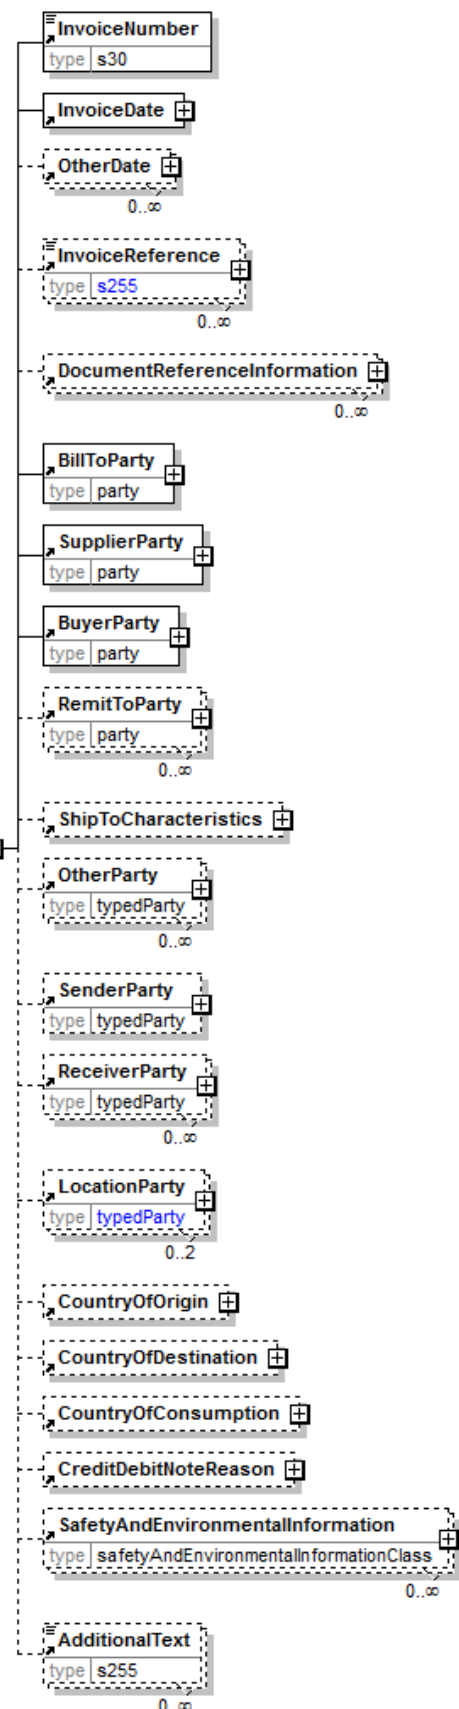 InvoiceNumber
type s30
InvoiceDate
OtherDate
0..∞
InvoiceReference
type s255
0..∞
DocumentReferenceInformation
0..∞
BillToParty
type party
SupplierParty
type party
BuyerParty
type party
RemitToParty
type party
0..∞
ShipToCharacteristics
OtherParty
type typedParty
0..∞
SenderParty
type typedParty
ReceiverParty
type typedParty
0..∞
LocationParty
type typedParty
0..2
CountryOfOrigin
CountryOfDestination
CountryOfConsumption
CreditDebitNoteReason
SafetyAndEnvironmentalInformation
type safetyAndEnvironmentalInformationClass
0..∞
AdditionalText
type s255
0..∞